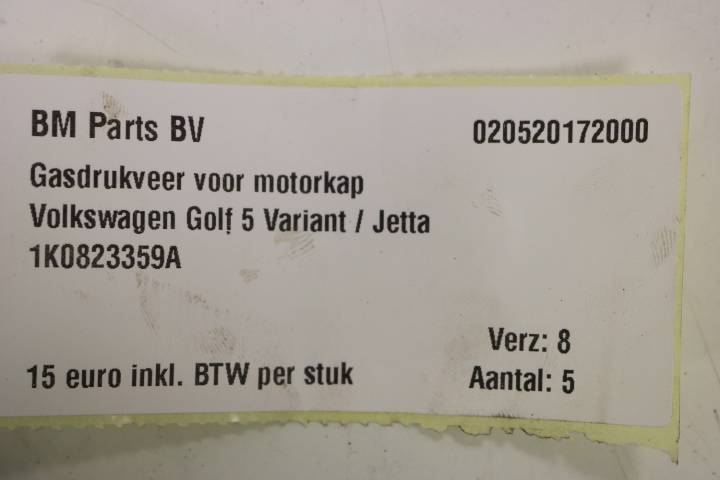 BM Parts BV 020520172000
Gasdrukveer voor motorkap
Volkswagen Golf 5 Variant / Jetta
1K0823359A
Verz: 8
15 euro inkl. BTW per stuk Aantal: 5